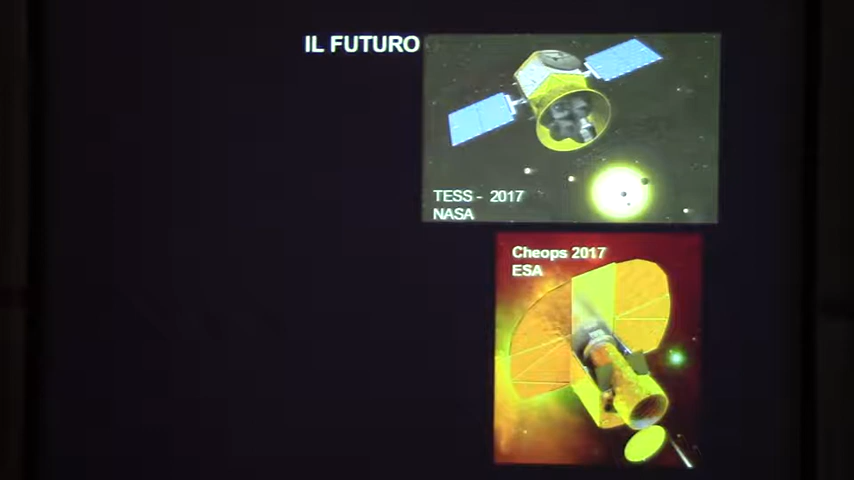 IL FUTURO
TESS - 2017
NASA
Cheops 2017
ESA